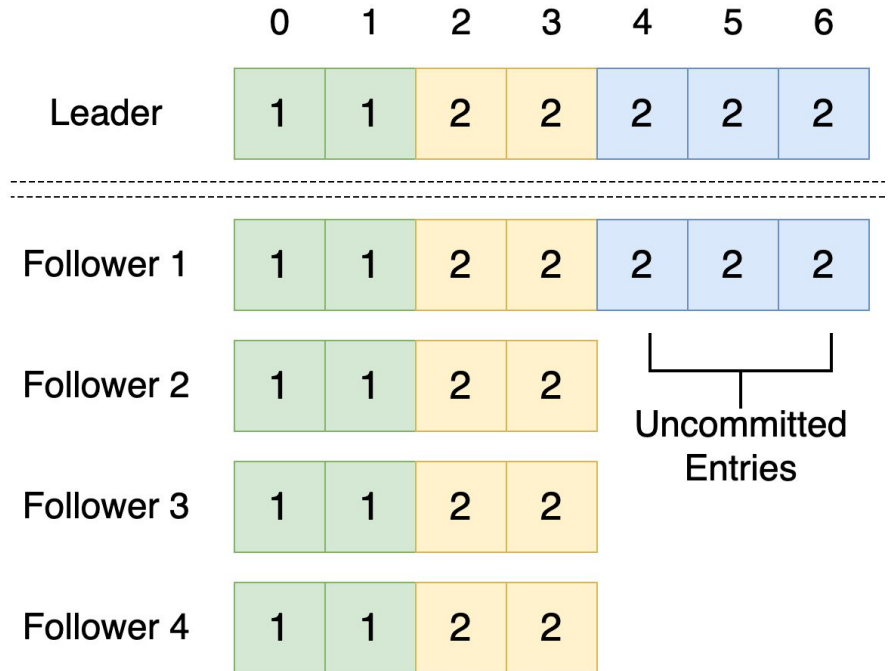 0 1 2 3 4 5 6
Leader 1 1 2 2 2 2 2
Follower 1 1 1 2 2 2 2 2
Follower 2 1 1 2 2
Uncommitted
Entries
Follower 3 1 1 2 2
Follower 4 1 1 2 2